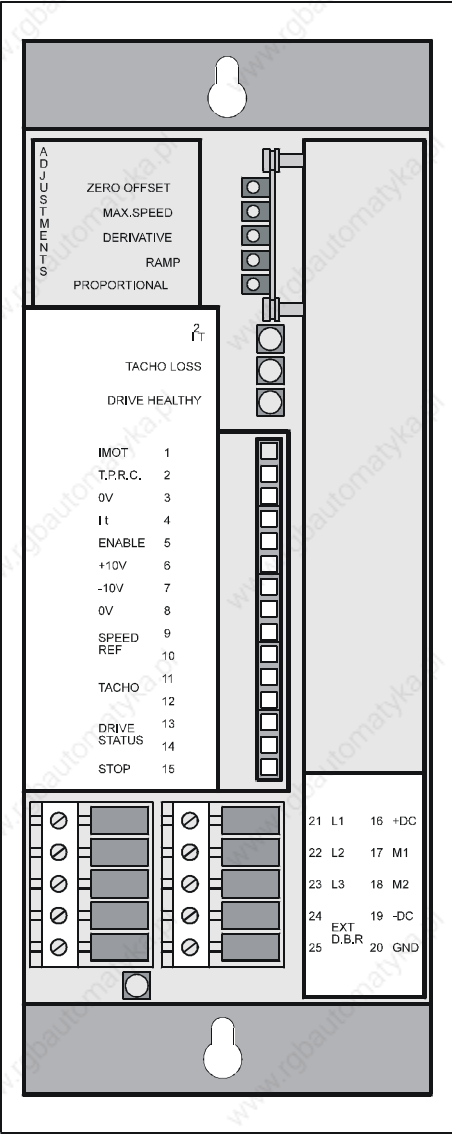 ADJUSTMENTS
ZERO OFFSET
MAX.SPEED
DERIVATIVE
RAMP
PROPORTIONAL
I²T
TACHO LOSS
DRIVE HEALTHY
IMOT 1
T.P.R.C. 2
0V 3
I t 4
ENABLE 5
+10V 6
-10V 7
0V 8
SPEED REF 9
10
TACHO 11
12
DRIVE STATUS 13
14
STOP 15
21 L1 16 +DC
22 L2 17 M1
23 L3 18 M2
24 19 -DC
EXT
D.B.R
25 20 GND
www.rgbautomatyka.pl